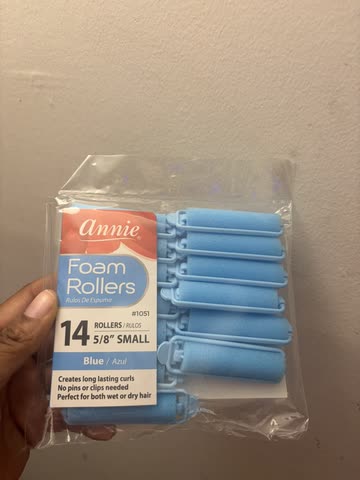 annie®
Foam
Rollers
Rulos De Espuma
#1051
14 ROLLERS / RULOS
5/8" SMALL
Blue / Azul
Creates long lasting curls
No pins or clips needed
Perfect for both wet or dry hair